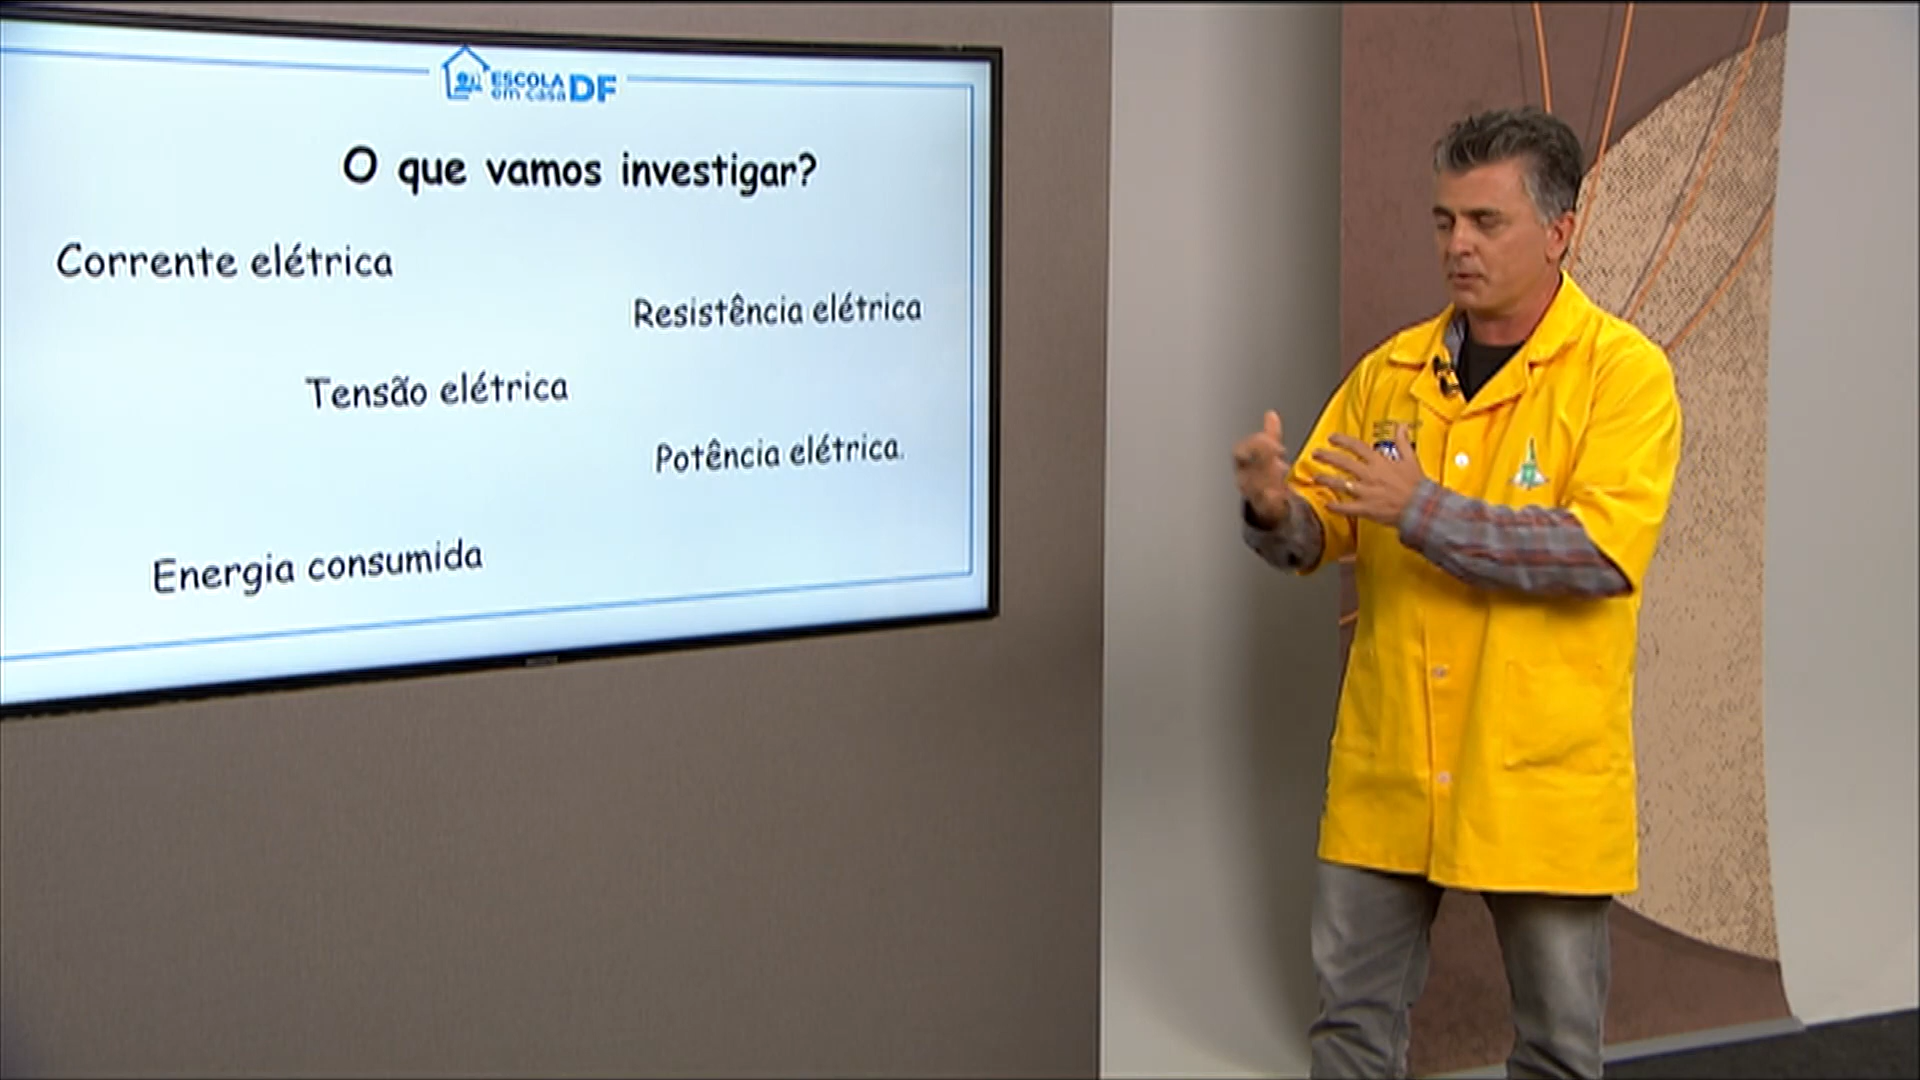 ESCOLA
em casa DF
O que vamos investigar?
Corrente elétrica
Resistência elétrica
Tensão elétrica
Potência elétrica.
Energia consumida